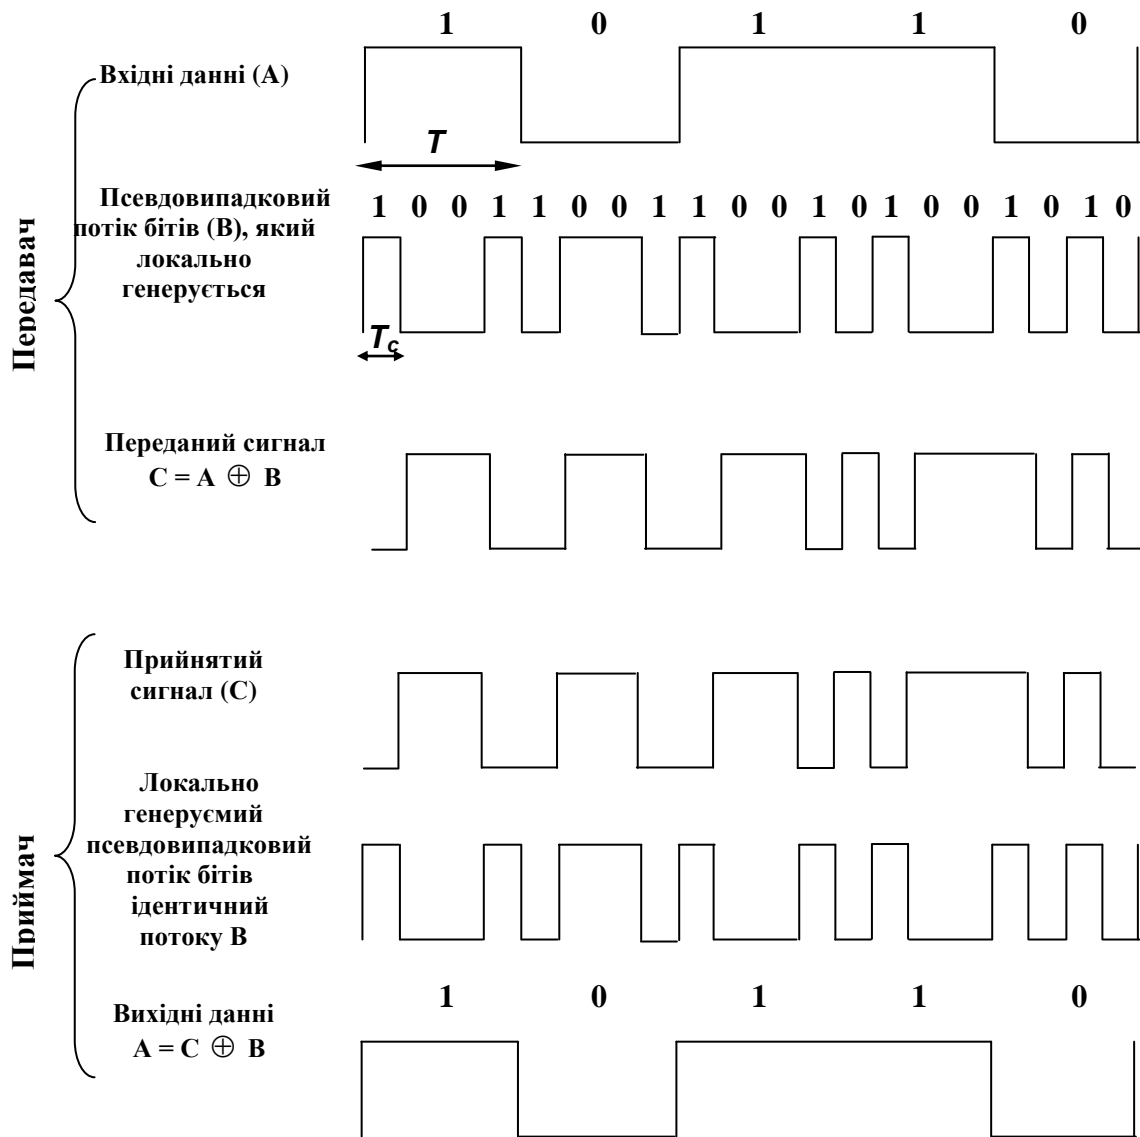 1 0 1 1 0
Вхідні данні (А)
T
Псевдовипадковий
потік бітів (В), який
локально
генерується
1 0 0 1 1 0 0 1 1 0 0 1 0 1 0 0 1 0 1 0
Tc
Передавач
Переданий сигнал
C = A ⊕ B
Прийнятий
сигнал (С)
Локально
генеруємий
псевдовипадковий
потік бітів
ідентичний
потоку В
Приймач
1 0 1 1 0
Вихідні данні
A = C ⊕ B